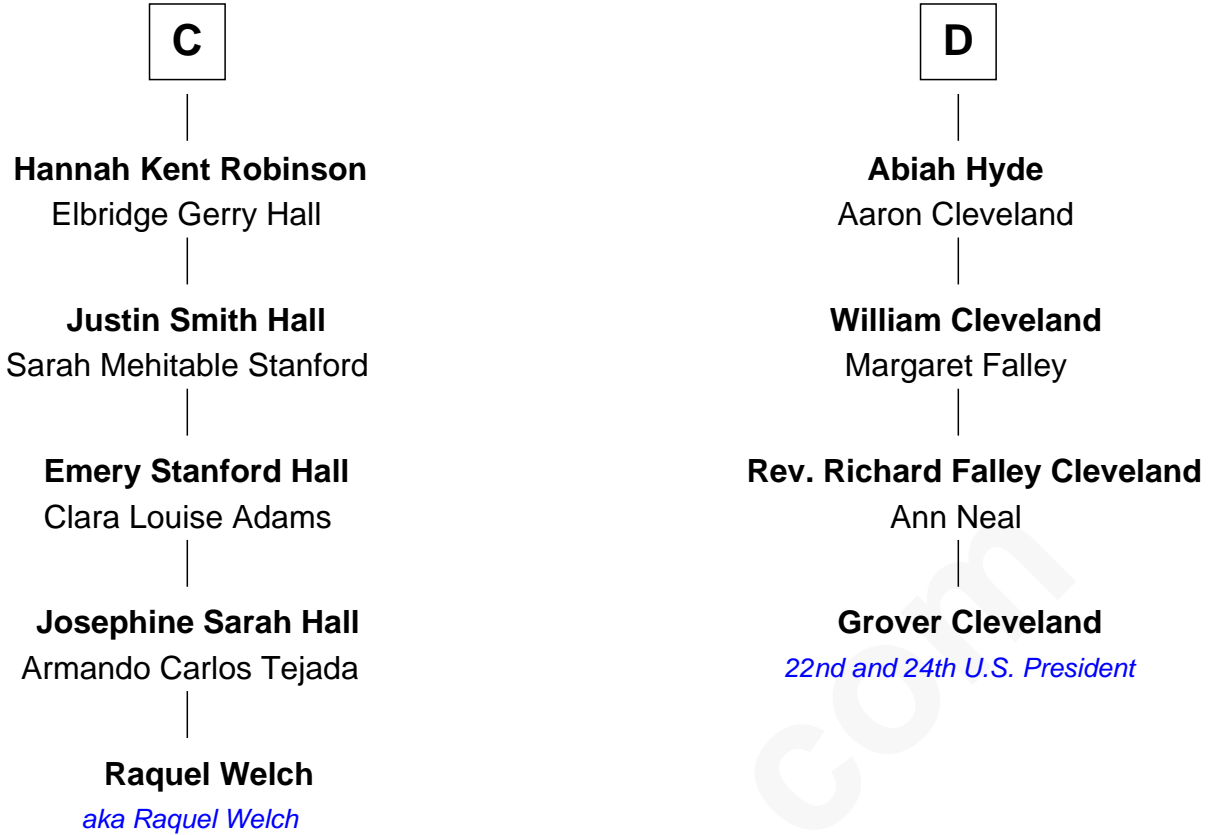 C
Hannah Kent Robinson
Elbridge Gerry Hall
Justin Smith Hall
Sarah Mehitable Stanford
Emery Stanford Hall
Clara Louise Adams
Josephine Sarah Hall
Armando Carlos Tejada
Raquel Welch
aka Raquel Welch
D
Abiah Hyde
Aaron Cleveland
William Cleveland
Margaret Falley
Rev. Richard Falley Cleveland
Ann Neal
Grover Cleveland
22nd and 24th U.S. President
com